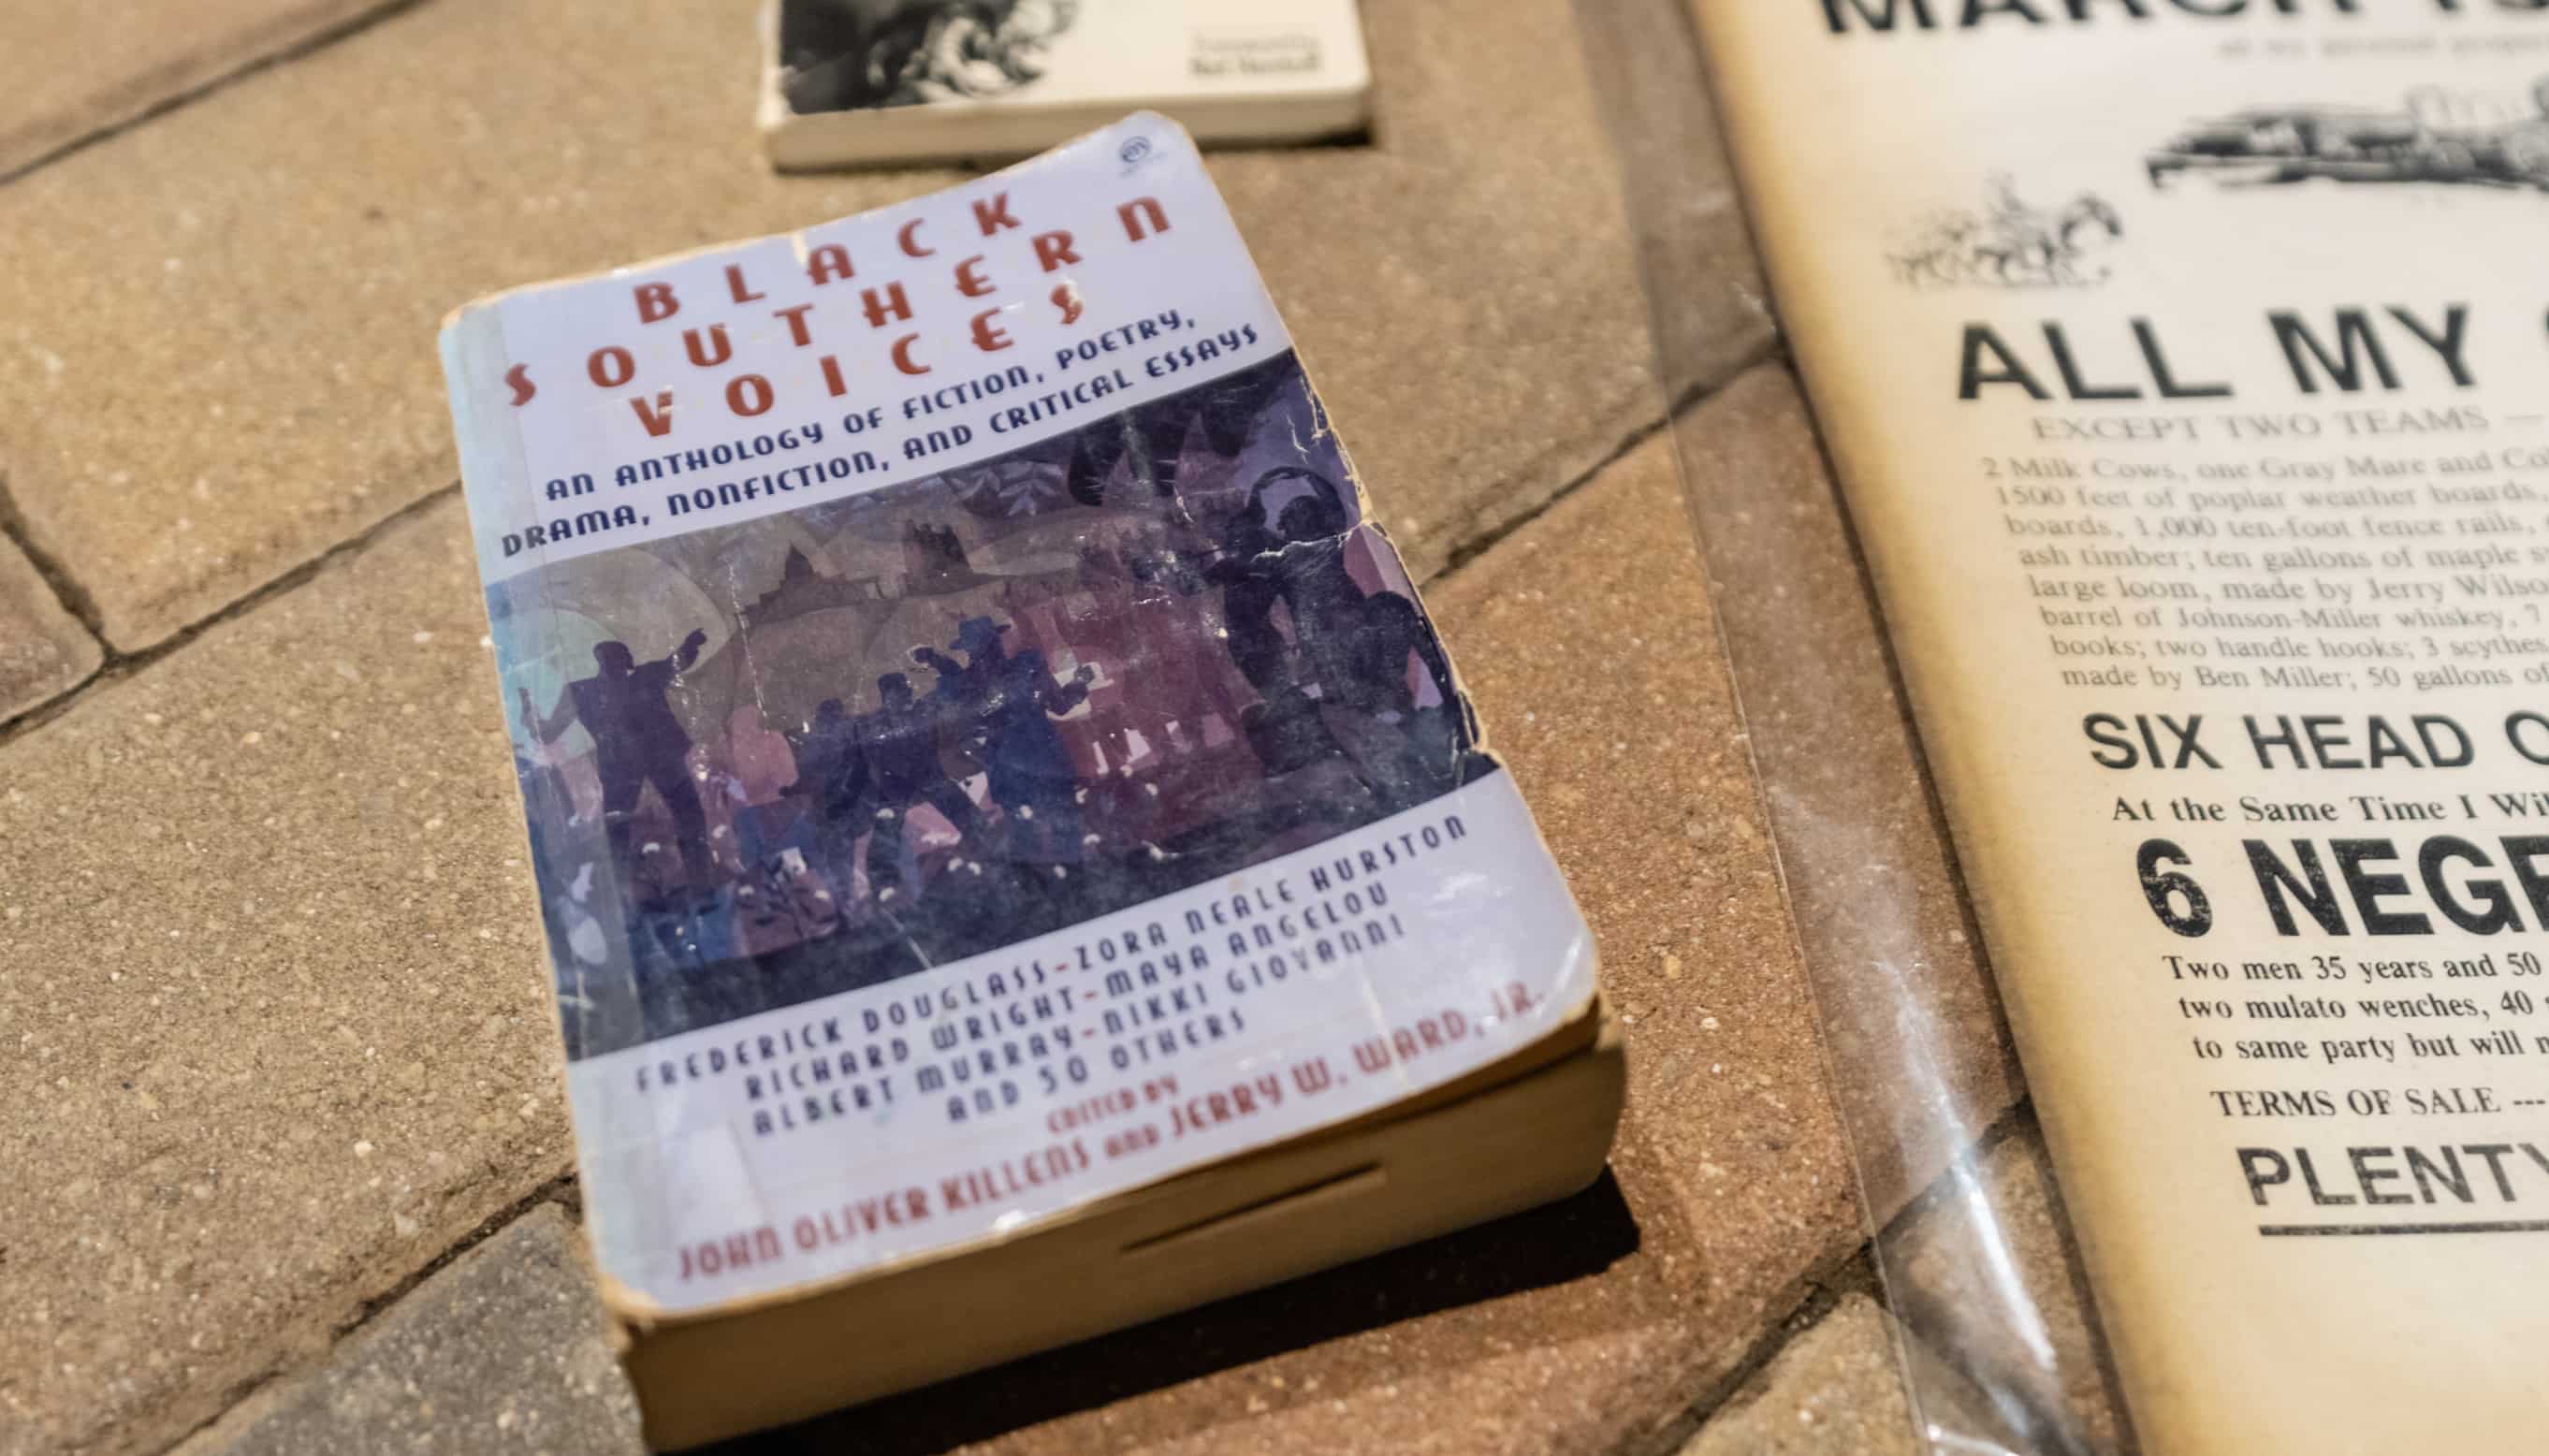 BLACK
SOUTHERN
VOICES
AN ANTHOLOGY OF FICTION, POETRY,
DRAMA, NONFICTION, AND CRITICAL ESSAYS
FREDERICK DOUGLASS-ZORA NEALE HURSTON
RICHARD WRIGHT-MAYA ANGELOU
ALBERT MURRAY-NIKKI GIOVANNI
AND 50 OTHERS
EDITED BY
JOHN OLIVER KILLENS AND JERRY W. WARD, JR.
MARCH
ALL MY
EXCEPT TWO TEAMS —
2 Milk Cows, one Gray Mare and Co
1500 feet of poplar weather boards,
boards, 1,000 ten-foot fence rails,
ash timber; ten gallons of maple s
large loom, made by Jerry Wilso
barrel of Johnson-Miller whiskey, 7
books; two handle hooks; 3 scythes
made by Ben Miller; 50 gallons of
SIX HEAD O
At the Same Time I Wil
6 NEGR
Two men 35 years and 50
two mulato wenches, 40
to same party but will n
TERMS OF SALE ---
PLENTY